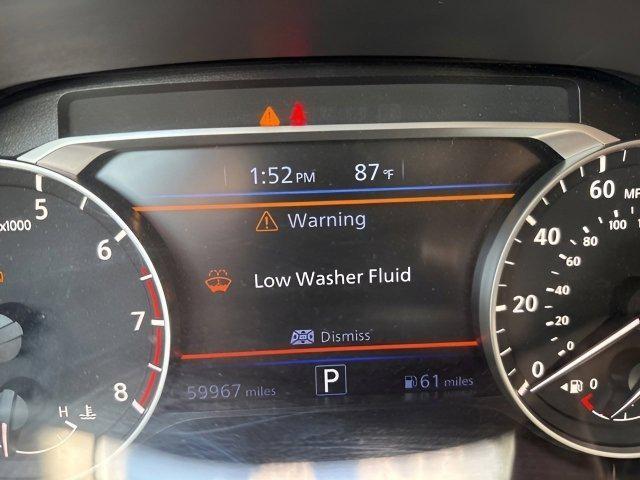 1:52 PM 87°F
Warning
Low Washer Fluid
Dismiss
59967 miles P 61 miles
x1000 5 6 7 8
H
0 20 40 60
0 20 40 60 80 100
0